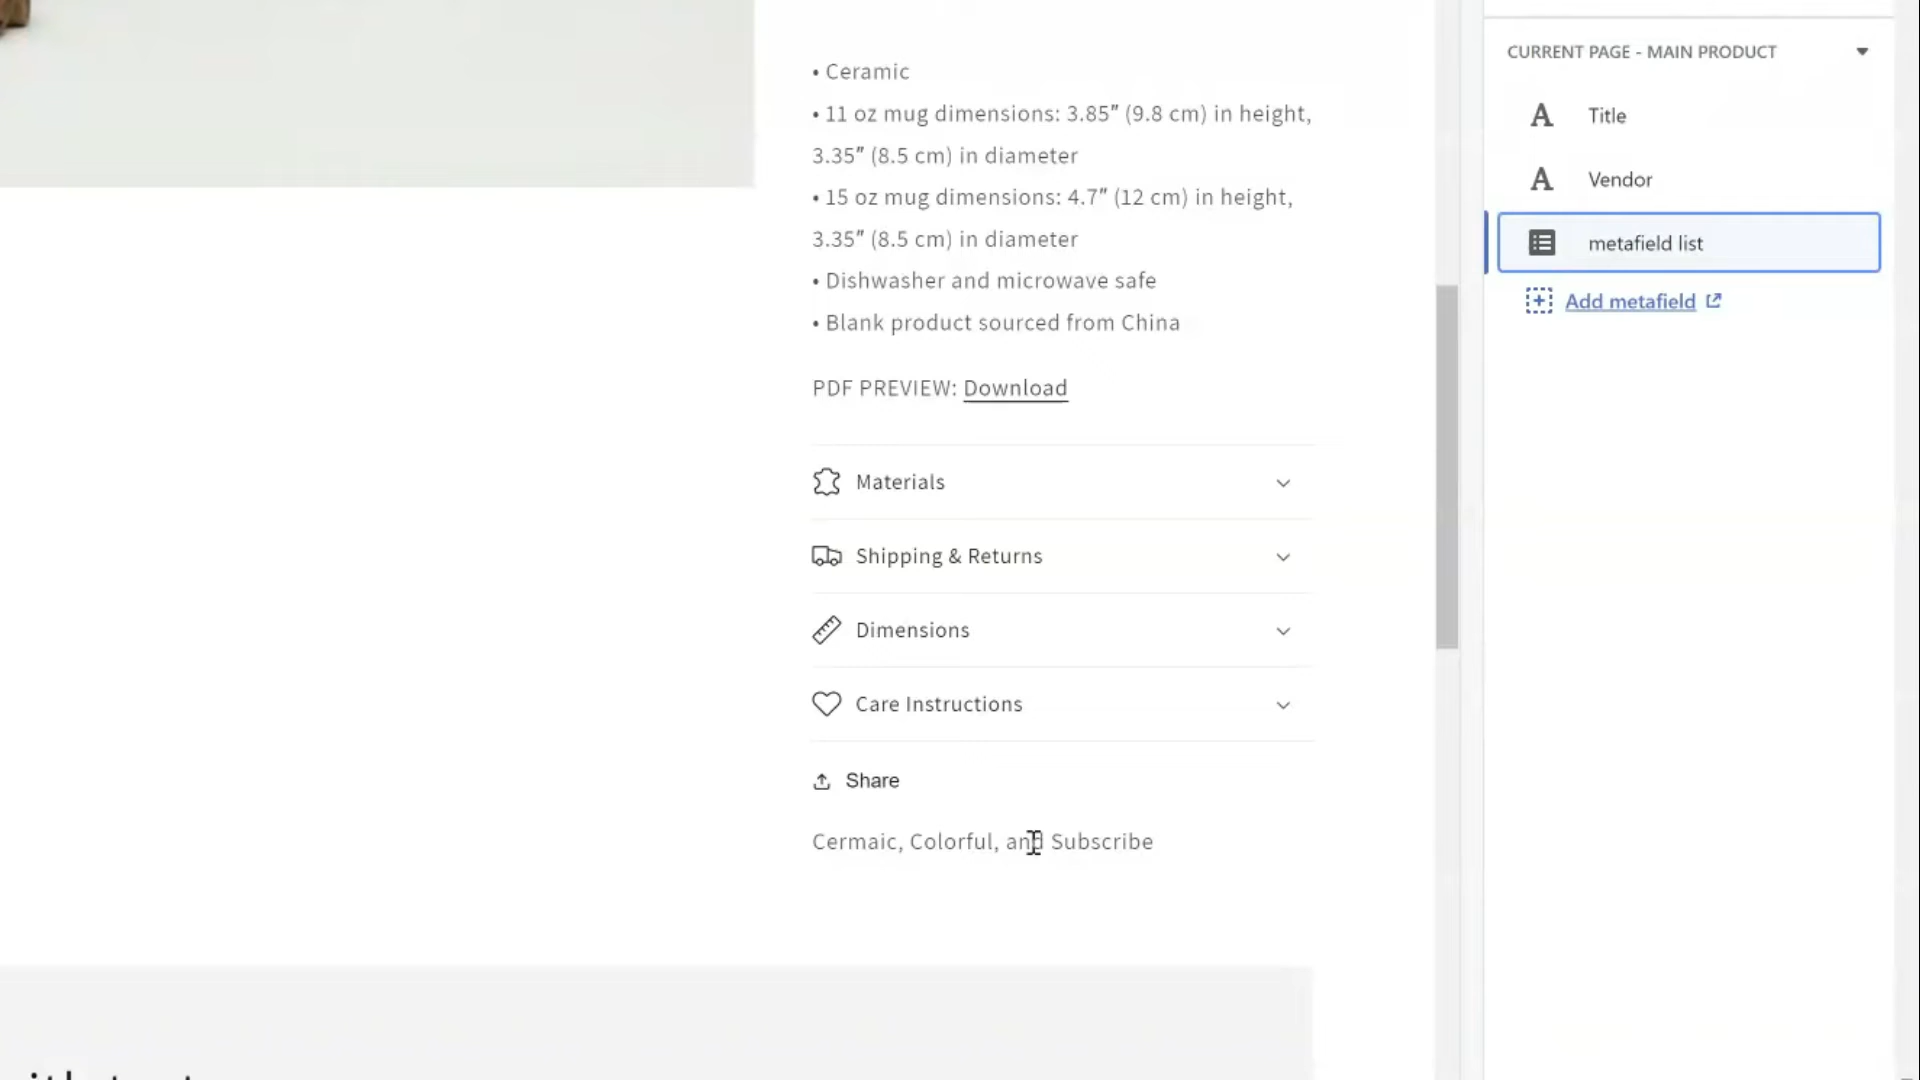 • Ceramic
• 11 oz mug dimensions: 3.85″ (9.8 cm) in height,
3.35″ (8.5 cm) in diameter
• 15 oz mug dimensions: 4.7″ (12 cm) in height,
3.35″ (8.5 cm) in diameter
• Dishwasher and microwave safe
• Blank product sourced from China
PDF PREVIEW: Download
Materials
Shipping & Returns
Dimensions
Care Instructions
Share
Cermaic, Colorful, and Subscribe
CURRENT PAGE - MAIN PRODUCT
Title
Vendor
metafield list
Add metafield